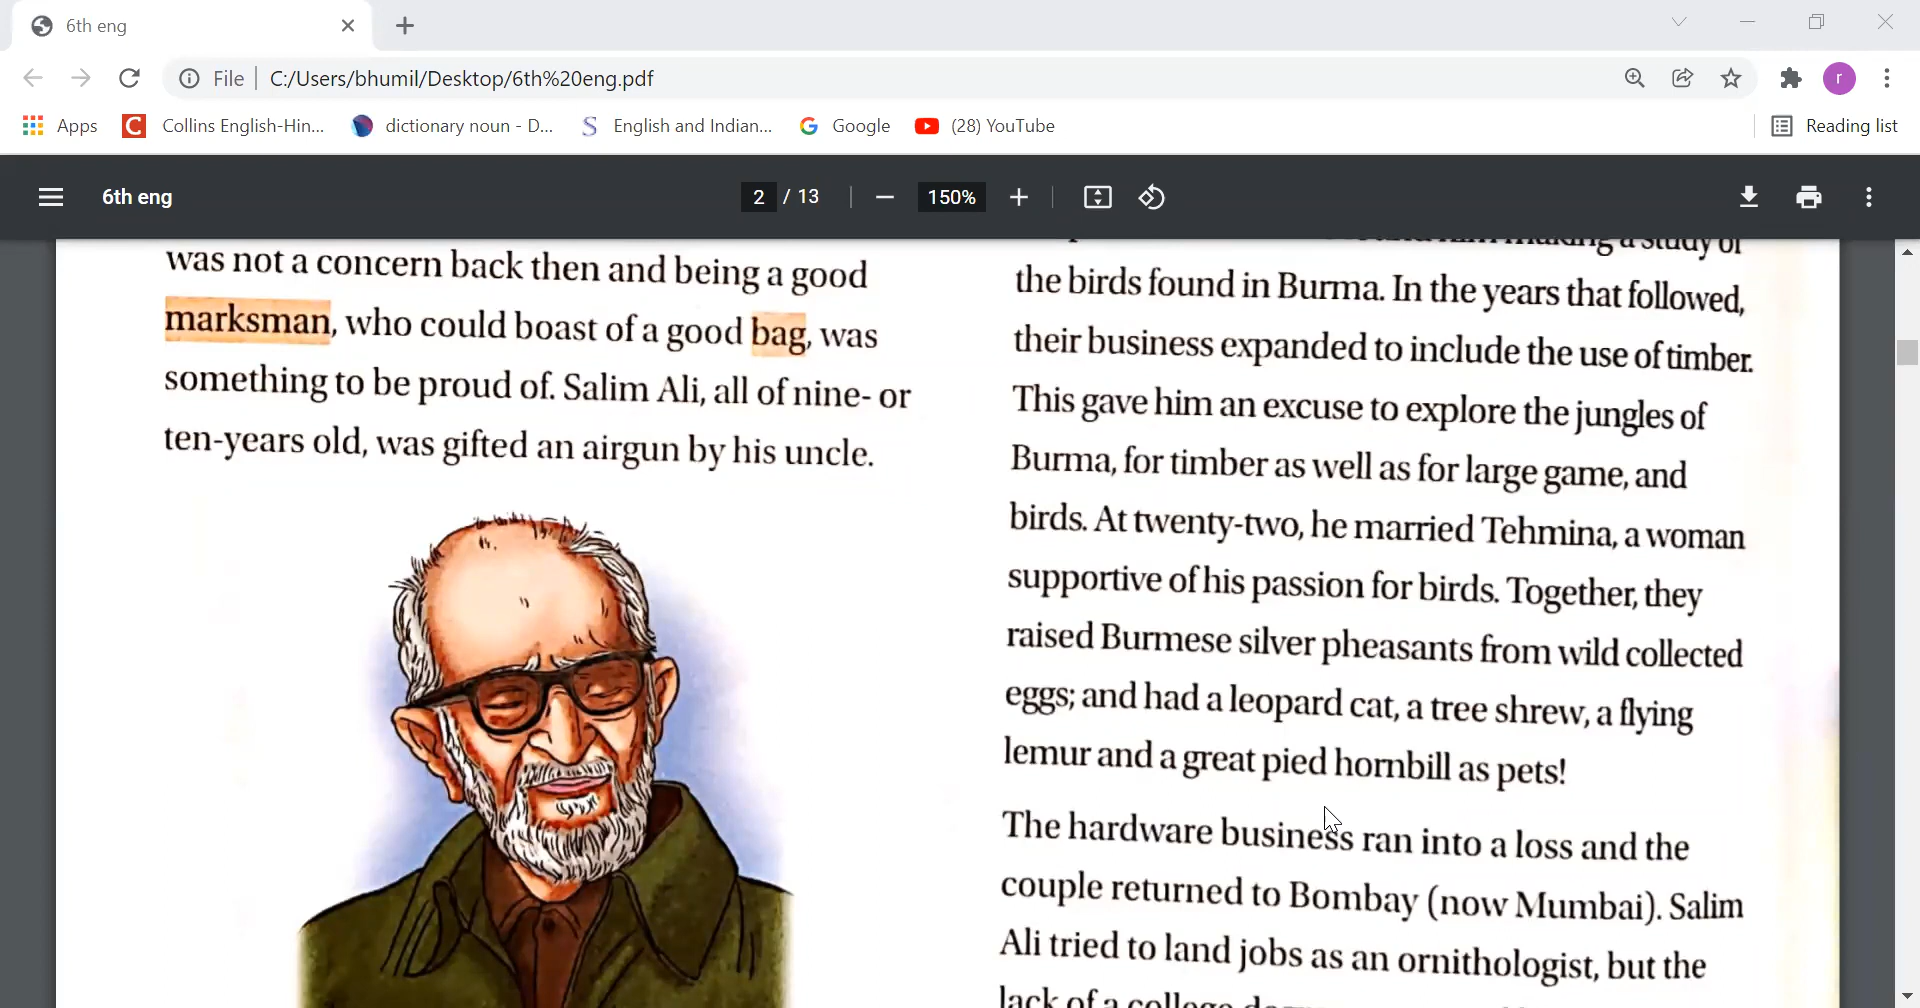 6th eng
File
C:/Users/bhumil/Desktop/6th%20eng.pdf
r
Apps
Collins English-Hin...
dictionary noun - D...
English and Indian...
Google
(28) YouTube
Reading list
6th eng
2 / 13
150%
was not a concern back then and being a good
marksman, who could boast of a good bag, was
something to be proud of. Salim Ali, all of nine- or
ten-years old, was gifted an airgun by his uncle.
making a study of
the birds found in Burma. In the years that followed,
their business expanded to include the use of timber.
This gave him an excuse to explore the jungles of
Burma, for timber as well as for large game, and
birds. At twenty-two, he married Tehmina, a woman
supportive of his passion for birds. Together, they
raised Burmese silver pheasants from wild collected
eggs; and had a leopard cat, a tree shrew, a flying
lemur and a great pied hornbill as pets!
The hardware business ran into a loss and the
couple returned to Bombay (now Mumbai). Salim
Ali tried to land jobs as an ornithologist, but the
lack of a college